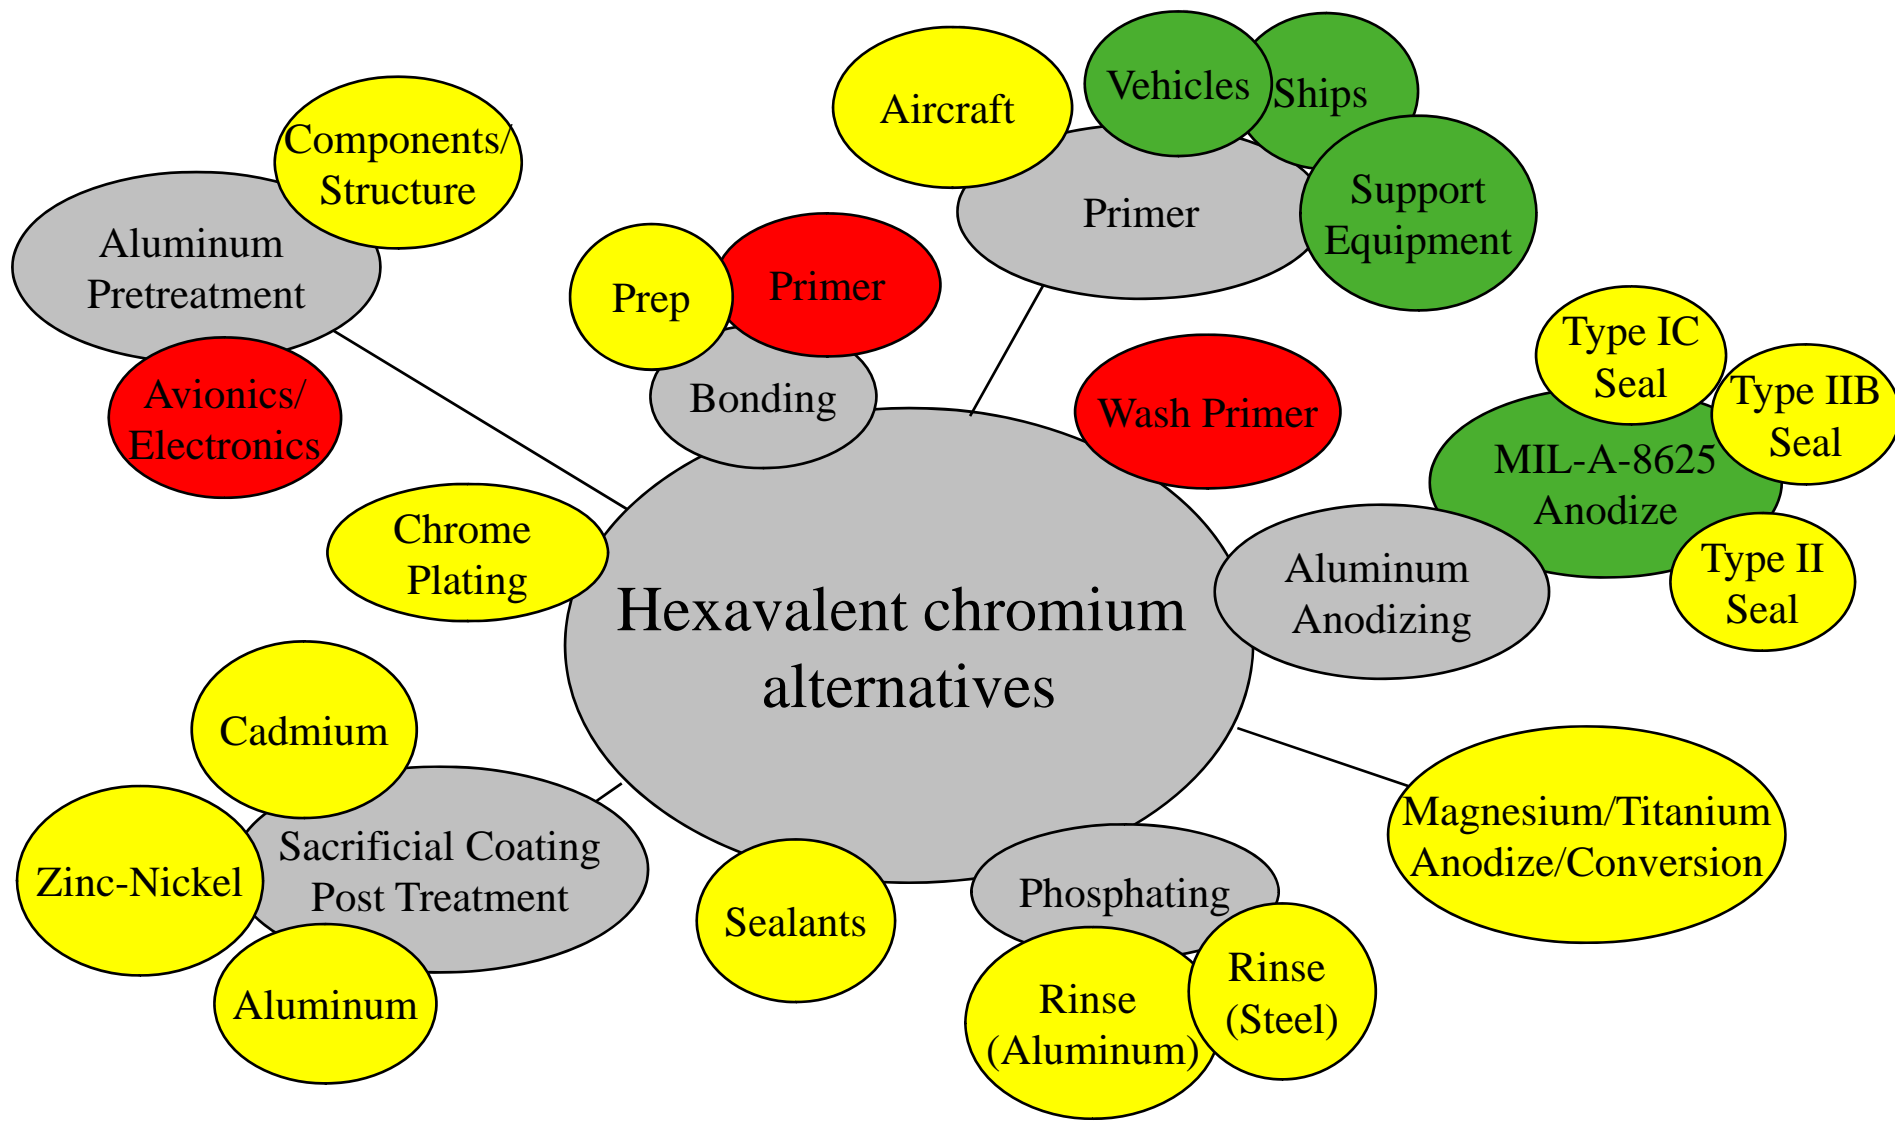 Vehicles
Ships
Aircraft
Support
Equipment
Primer
Components/
Structure
Aluminum
Pretreatment
Avionics/
Electronics
Prep
Primer
Bonding
Wash Primer
Type IC
Seal
Type IIB
Seal
MIL-A-8625
Anodize
Type II
Seal
Aluminum
Anodizing
Chrome
Plating
Hexavalent chromium
alternatives
Cadmium
Zinc-Nickel
Sacrificial Coating
Post Treatment
Aluminum
Sealants
Phosphating
Rinse
(Aluminum)
Rinse
(Steel)
Magnesium/Titanium
Anodize/Conversion